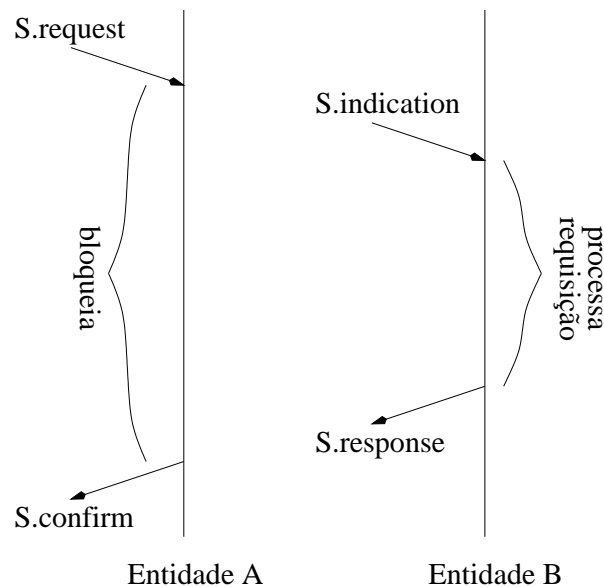 S.request
S.indication
bloqueia
processa
requisição
S.response
S.confirm
Entidade A
Entidade B